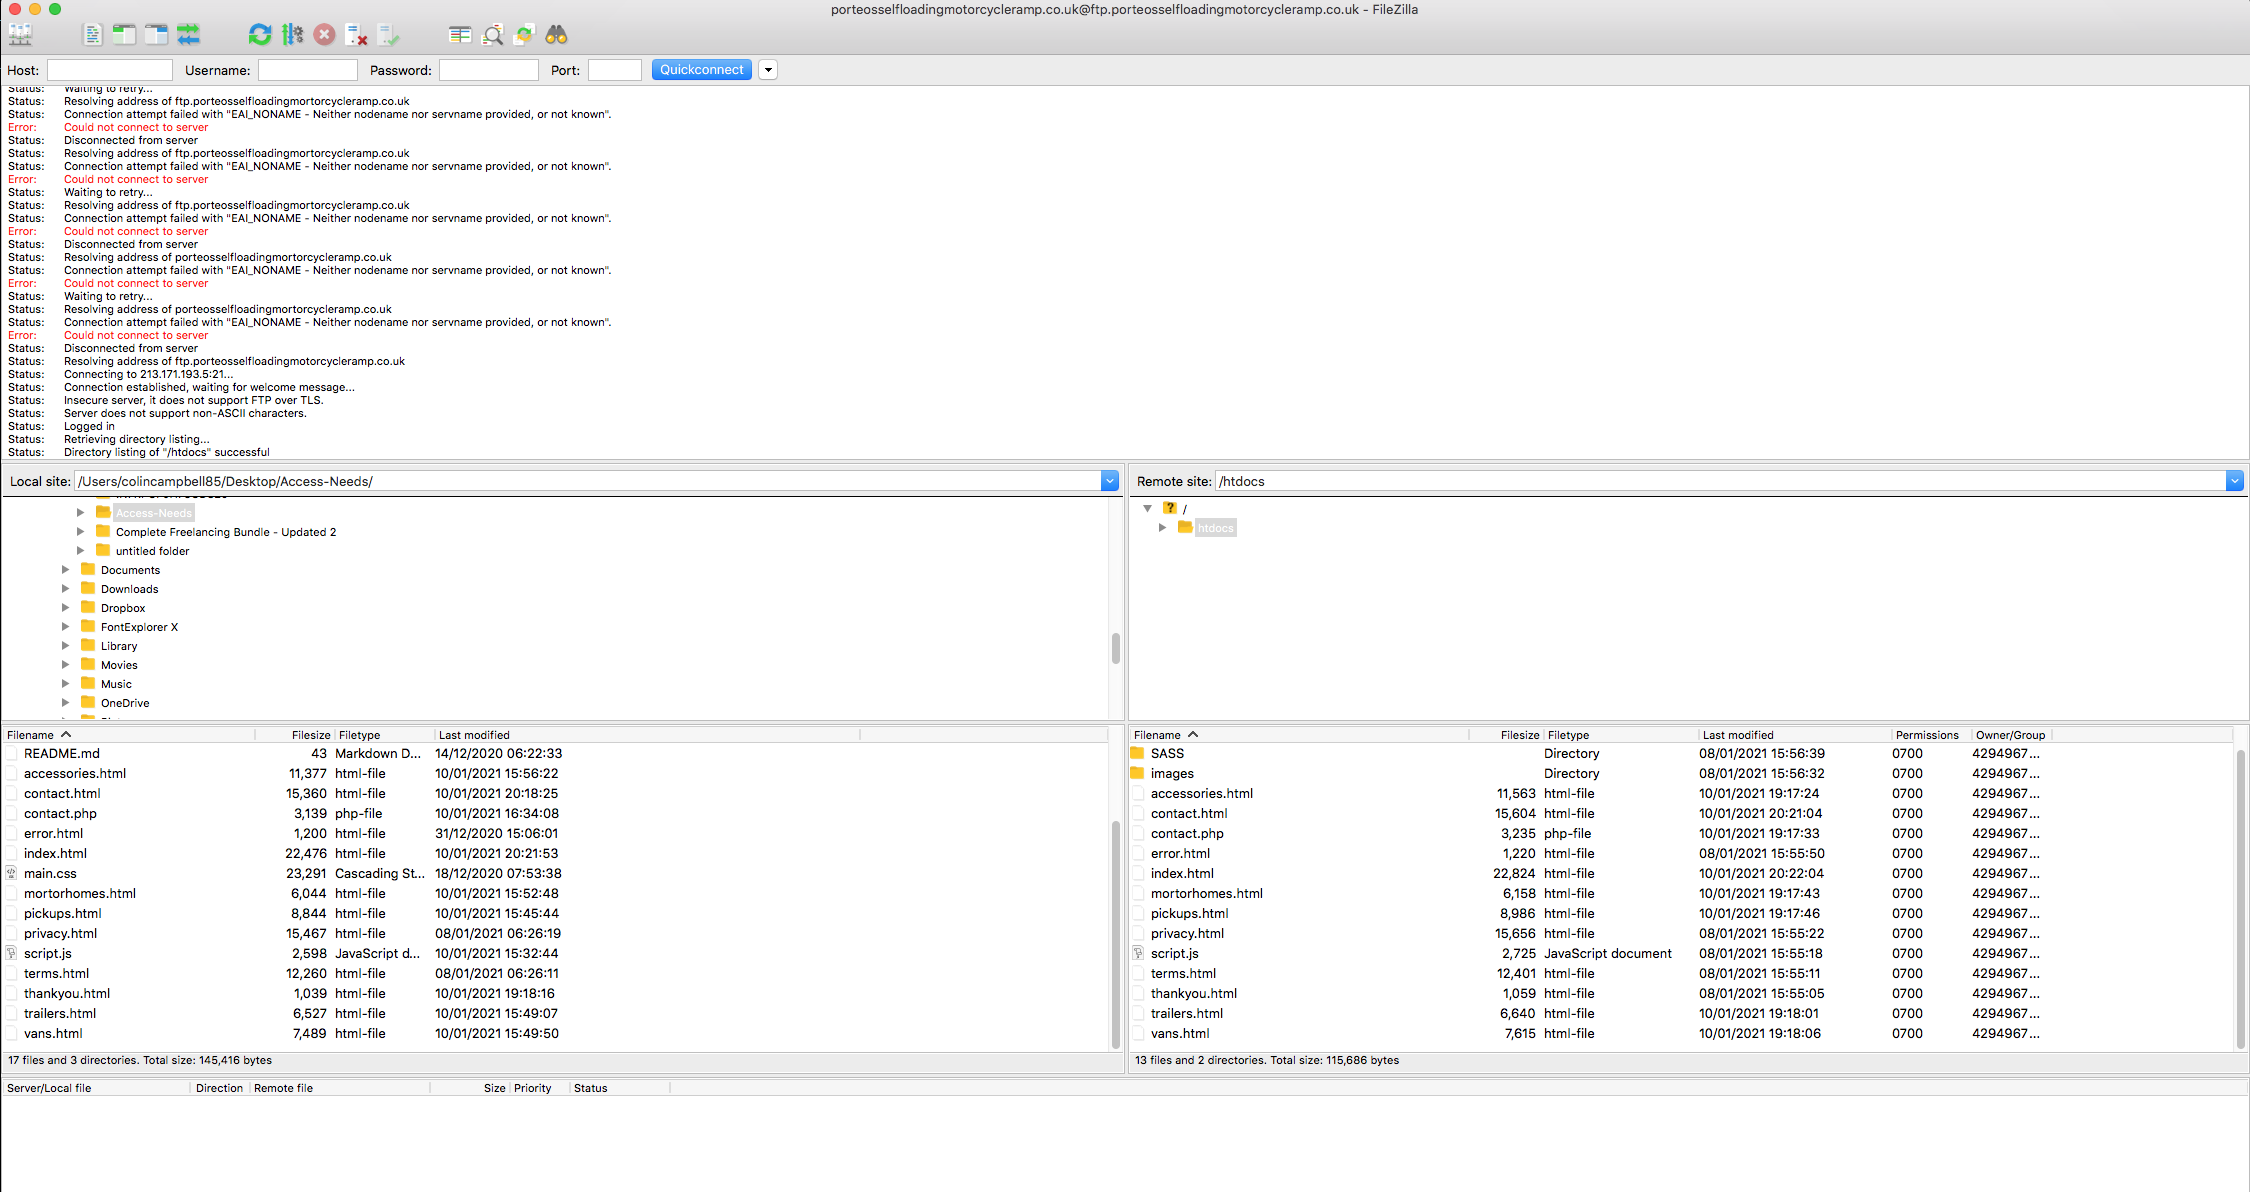 porteosselfloadingmotorcycleramp.co.uk@ftp.porteosselfloadingmotorcycleramp.co.uk - FileZilla
Host: Username: Password: Port: Quickconnect
Status: Waiting to retry...
Status: Resolving address of ftp.porteosselfloadingmortorcycleramp.co.uk
Status: Connection attempt failed with "EAI_NONAME - Neither nodename nor servname provided, or not known".
Error: Could not connect to server
Status: Disconnected from server
Status: Resolving address of ftp.porteosselfloadingmortorcycleramp.co.uk
Status: Connection attempt failed with "EAI_NONAME - Neither nodename nor servname provided, or not known".
Error: Could not connect to server
Status: Waiting to retry...
Status: Resolving address of ftp.porteosselfloadingmortorcycleramp.co.uk
Status: Connection attempt failed with "EAI_NONAME - Neither nodename nor servname provided, or not known".
Error: Could not connect to server
Status: Disconnected from server
Status: Resolving address of porteosselfloadingmortorcycleramp.co.uk
Status: Connection attempt failed with "EAI_NONAME - Neither nodename nor servname provided, or not known".
Error: Could not connect to server
Status: Waiting to retry...
Status: Resolving address of porteosselfloadingmortorcycleramp.co.uk
Status: Connection attempt failed with "EAI_NONAME - Neither nodename nor servname provided, or not known".
Error: Could not connect to server
Status: Disconnected from server
Status: Resolving address of ftp.porteosselfloadingmotorcycleramp.co.uk
Status: Connecting to 213.171.193.5:21...
Status: Connection established, waiting for welcome message...
Status: Insecure server, it does not support FTP over TLS.
Status: Server does not support non-ASCII characters.
Status: Logged in
Status: Retrieving directory listing...
Status: Directory listing of "/htdocs" successful
Local site: /Users/colincampbell85/Desktop/Access-Needs/
Access-Needs
Complete Freelancing Bundle - Updated 2
untitled folder
Documents
Downloads
Dropbox
FontExplorer X
Library
Movies
Music
OneDrive
Remote site: /htdocs
/
htdocs
Filename Filesize Filetype Last modified
README.md 43 Markdown D... 14/12/2020 06:22:33
accessories.html 11,377 html-file 10/01/2021 15:56:22
contact.html 15,360 html-file 10/01/2021 20:18:25
contact.php 3,139 php-file 10/01/2021 16:34:08
error.html 1,200 html-file 31/12/2020 15:06:01
index.html 22,476 html-file 10/01/2021 20:21:53
main.css 23,291 Cascading St... 18/12/2020 07:53:38
mortorhomes.html 6,044 html-file 10/01/2021 15:52:48
pickups.html 8,844 html-file 10/01/2021 15:45:44
privacy.html 15,467 html-file 08/01/2021 06:26:19
script.js 2,598 JavaScript d... 10/01/2021 15:32:44
terms.html 12,260 html-file 08/01/2021 06:26:11
thankyou.html 1,039 html-file 10/01/2021 19:18:16
trailers.html 6,527 html-file 10/01/2021 15:49:07
vans.html 7,489 html-file 10/01/2021 15:49:50
17 files and 3 directories. Total size: 145,416 bytes
Filename Filesize Filetype Last modified Permissions Owner/Group
SASS Directory 08/01/2021 15:56:39 0700 4294967...
images Directory 08/01/2021 15:56:32 0700 4294967...
accessories.html 11,563 html-file 10/01/2021 19:17:24 0700 4294967...
contact.html 15,604 html-file 10/01/2021 20:21:04 0700 4294967...
contact.php 3,235 php-file 10/01/2021 19:17:33 0700 4294967...
error.html 1,220 html-file 08/01/2021 15:55:50 0700 4294967...
index.html 22,824 html-file 10/01/2021 20:22:04 0700 4294967...
mortorhomes.html 6,158 html-file 10/01/2021 19:17:43 0700 4294967...
pickups.html 8,986 html-file 10/01/2021 19:17:46 0700 4294967...
privacy.html 15,656 html-file 08/01/2021 15:55:22 0700 4294967...
script.js 2,725 JavaScript document 08/01/2021 15:55:18 0700 4294967...
terms.html 12,401 html-file 08/01/2021 15:55:11 0700 4294967...
thankyou.html 1,059 html-file 08/01/2021 15:55:05 0700 4294967...
trailers.html 6,640 html-file 10/01/2021 19:18:01 0700 4294967...
vans.html 7,615 html-file 10/01/2021 19:18:06 0700 4294967...
13 files and 2 directories. Total size: 115,686 bytes
Server/Local file Direction Remote file Size Priority Status